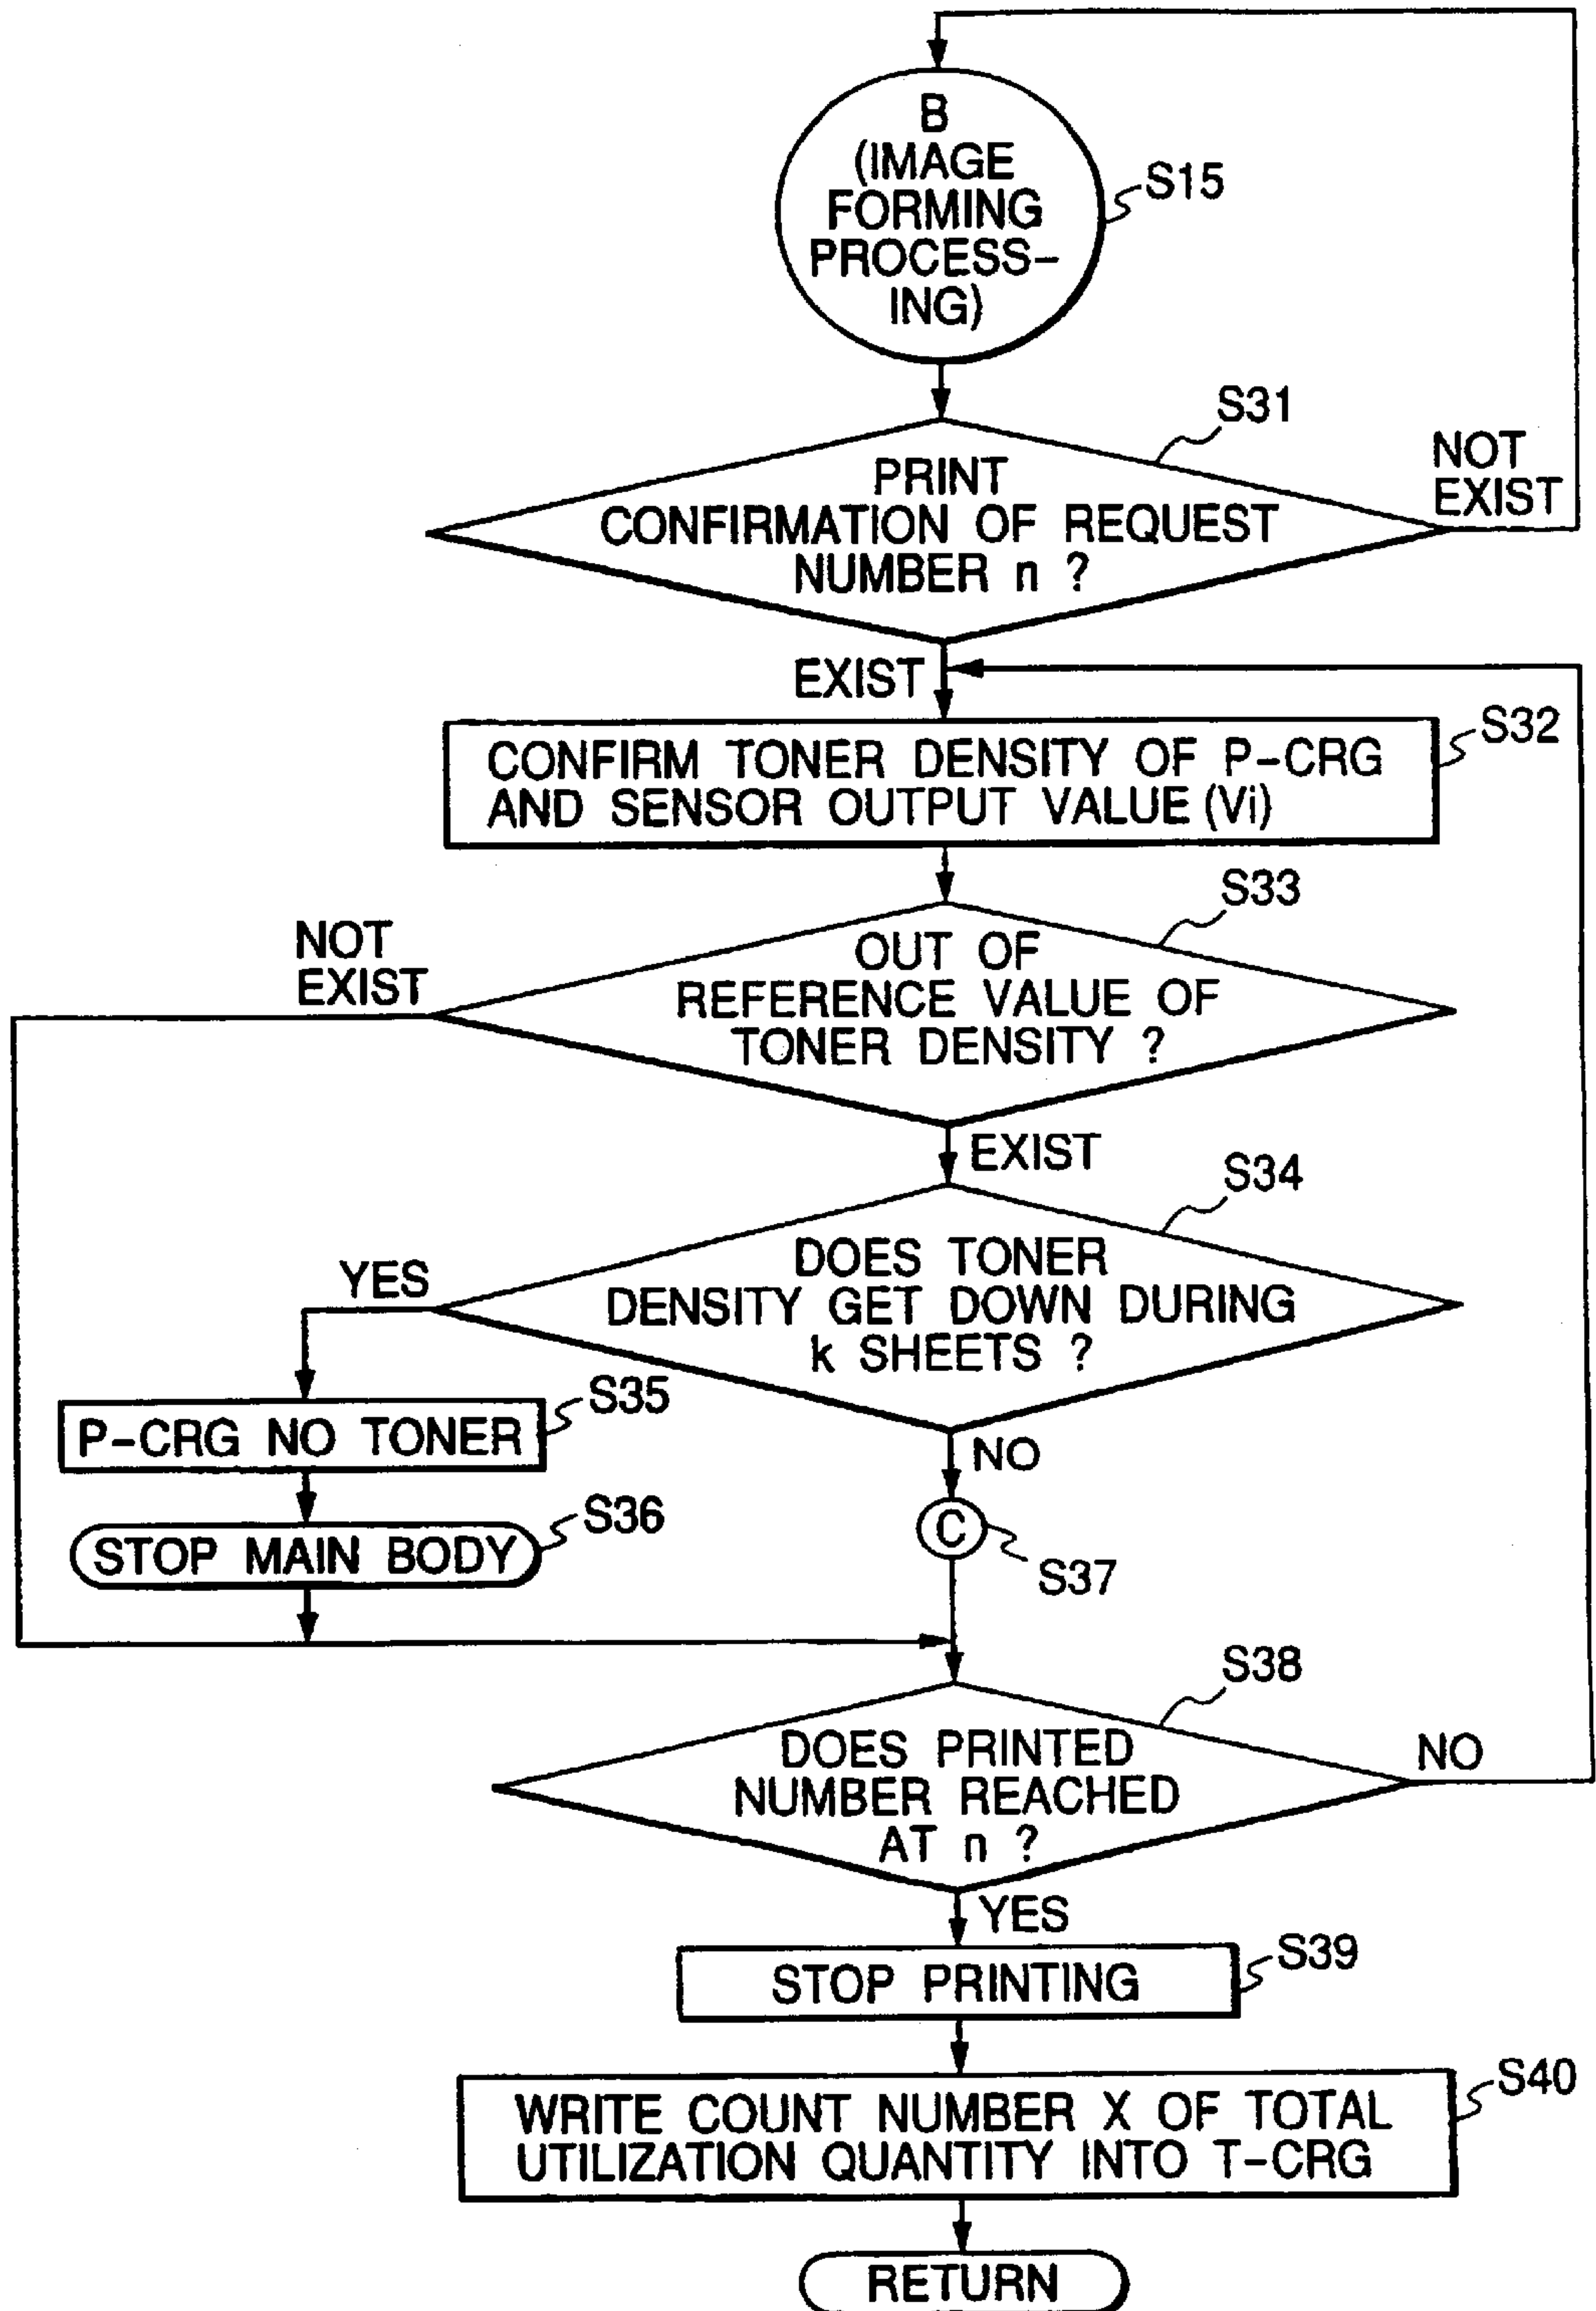 B
(IMAGE
FORMING
PROCESS-
ING)
S15
S31
PRINT
CONFIRMATION OF REQUEST
NUMBER n ?
NOT
EXIST
EXIST
S32
CONFIRM TONER DENSITY OF P-CRG
AND SENSOR OUTPUT VALUE (Vi)
S33
NOT
EXIST
OUT OF
REFERENCE VALUE OF
TONER DENSITY ?
EXIST
S34
YES
DOES TONER
DENSITY GET DOWN DURING
k SHEETS ?
S35
P-CRG NO TONER
NO
S36
STOP MAIN BODY
C
S37
S38
DOES PRINTED
NUMBER REACHED
AT n ?
NO
YES
S39
STOP PRINTING
S40
WRITE COUNT NUMBER X OF TOTAL
UTILIZATION QUANTITY INTO T-CRG
RETURN